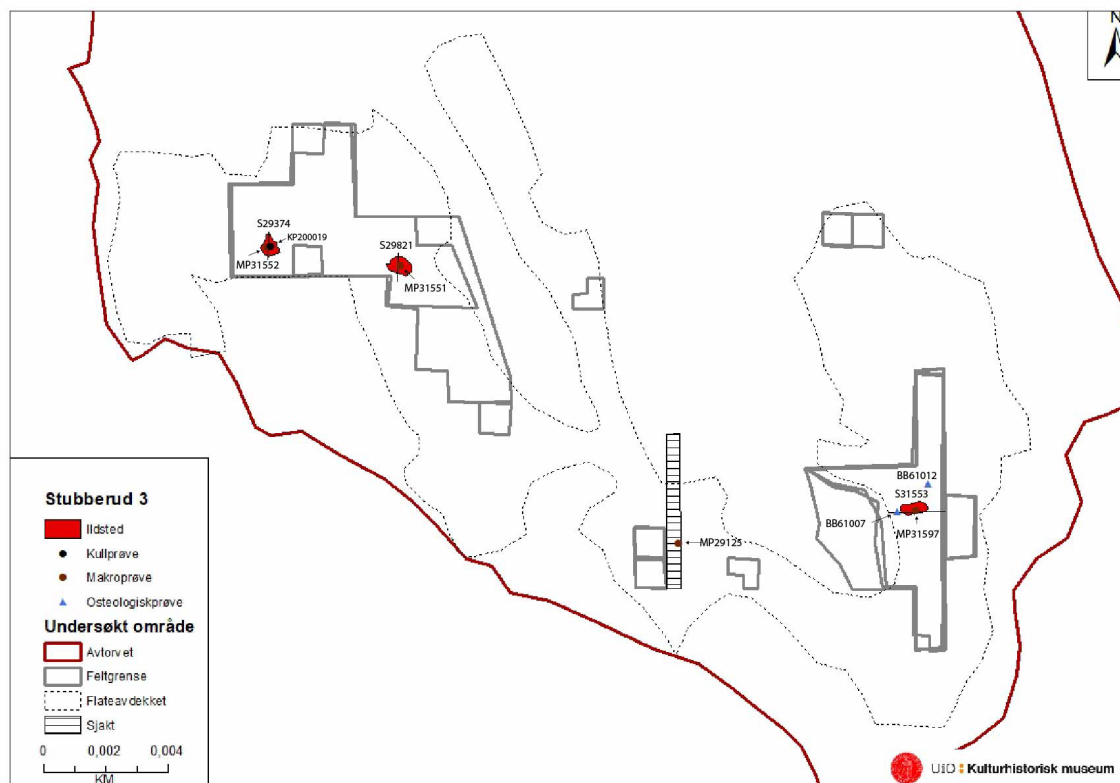 N
S29374
KP200019
MP31552
S29821
MP31551
BB61012
S31553
BB61007
MP31597
MP29125
Stubberud 3
Ildsted
Kullprøve
Makroprøve
Osteologiskprøve
Undersøkt område
Avtorvet
Feltgrense
Flateavdekket
Sjakt
0 0,002 0,004
KM
UiO : Kulturhistorisk museum